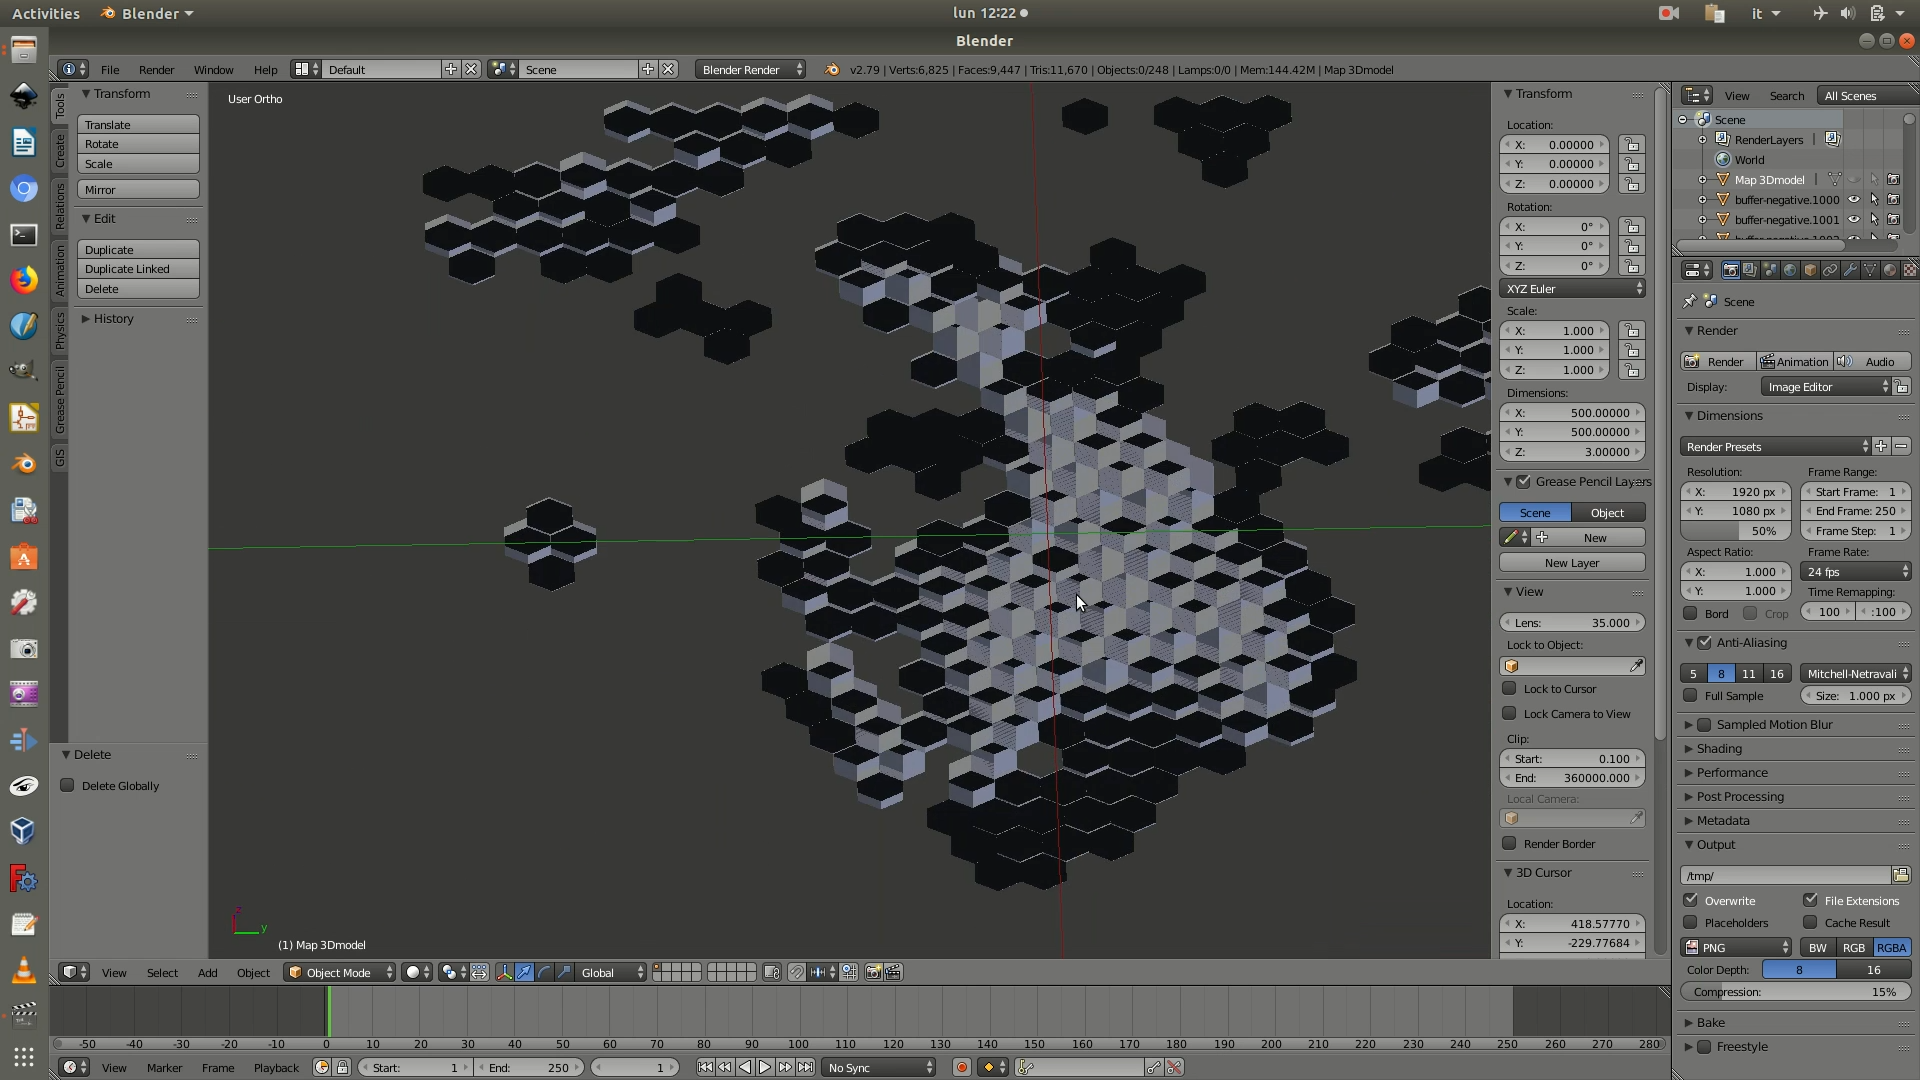 Activities Blender lun 12:22 it
Blender
File Render Window Help Default Scene Blender Render v2.79 | Verts:6,825 | Faces:9,447 | Tris:11,670 | Objects:0/248 | Lamps:0/0 | Mem:144.42M | Map 3Dmodel
Tools
Create
Relations
Animation
Physics
Grease Pencil
GIS
Transform
Translate
Rotate
Scale
Mirror
Edit
Duplicate
Duplicate Linked
Delete
History
Delete
Delete Globally
User Ortho
z
y
(1) Map 3Dmodel
Transform
Location:
X: 0.00000
Y: 0.00000
Z: 0.00000
Rotation:
X: 0°
Y: 0°
Z: 0°
XYZ Euler
Scale:
X: 1.000
Y: 1.000
Z: 1.000
Dimensions:
X: 500.00000
Y: 500.00000
Z: 3.00000
Grease Pencil Layers
Scene Object
New
New Layer
View
Lens: 35.000
Lock to Object:
Lock to Cursor
Lock Camera to View
Clip:
Start: 0.100
End: 360000.000
Local Camera:
Render Border
3D Cursor
Location:
X: 418.57770
Y: -229.77684
View Search All Scenes
Scene
RenderLayers
World
Map 3Dmodel
buffer-negative.1000
buffer-negative.1001
Scene
Render
Render Animation Audio
Display: Image Editor
Dimensions
Render Presets
Resolution: Frame Range:
X: 1920 px Start Frame: 1
Y: 1080 px End Frame: 250
50% Frame Step: 1
Aspect Ratio: Frame Rate:
X: 1.000 24 fps
Y: 1.000 Time Remapping:
Bord Crop 100 :100
Anti-Aliasing
5 8 11 16 Mitchell-Netravali
Full Sample Size: 1.000 px
Sampled Motion Blur
Shading
Performance
Post Processing
Metadata
Output
/tmp/
Overwrite File Extensions
Placeholders Cache Result
PNG BW RGB RGBA
Color Depth: 8 16
Compression: 15%
Bake
Freestyle
View Select Add Object Object Mode Global
-50 -40 -30 -20 -10 0 10 20 30 40 50 60 70 80 90 100 110 120 130 140 150 160 170 180 190 200 210 220 230 240 250 260 270 280
View Marker Frame Playback Start: 1 End: 250 1 No Sync